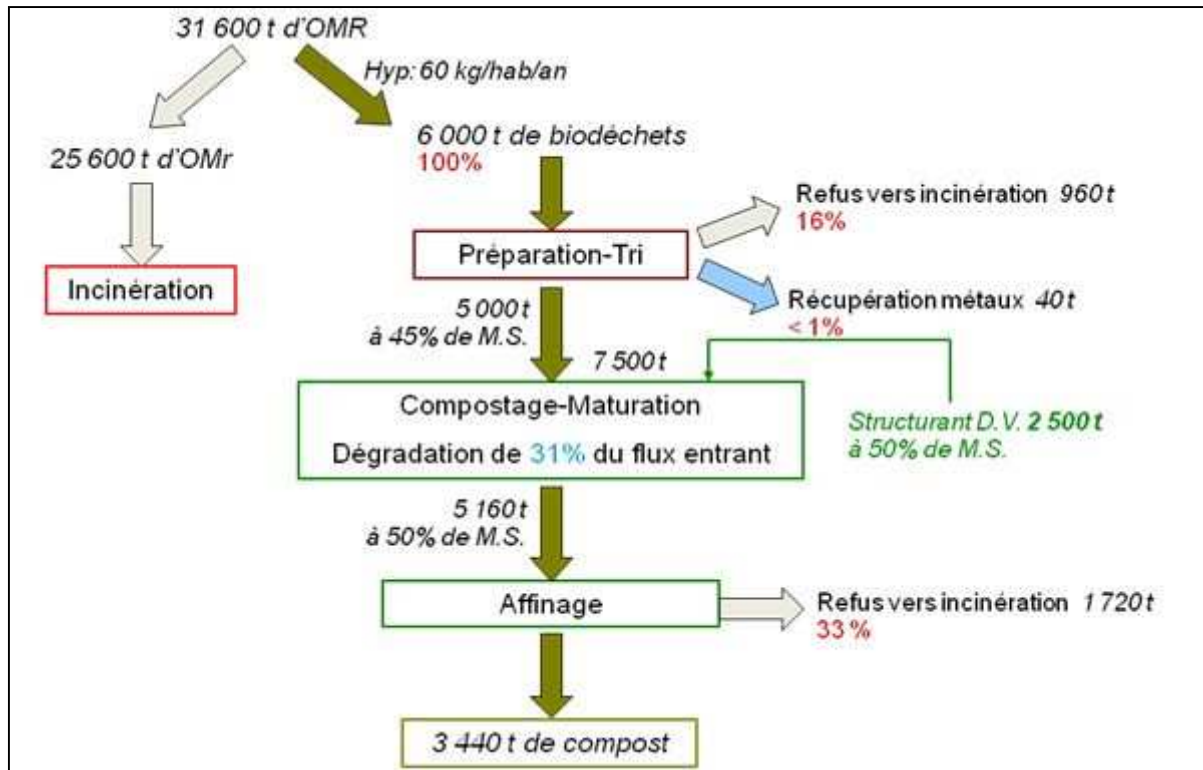 31 600 t d'OMR
Hyp: 60 kg/hab/an
25 600 t d'OMr
6 000 t de biodéchets
100%
Refus vers incinération 960 t
16%
Préparation-Tri
Incinération
Récupération métaux 40 t
< 1%
5 000 t
à 45% de M.S.
7 500 t
Compostage-Maturation
Dégradation de 31% du flux entrant
Structurant D.V. 2 500 t
à 50% de M.S.
5 160 t
à 50% de M.S.
Affinage
Refus vers incinération 1 720 t
33 %
3 440 t de compost